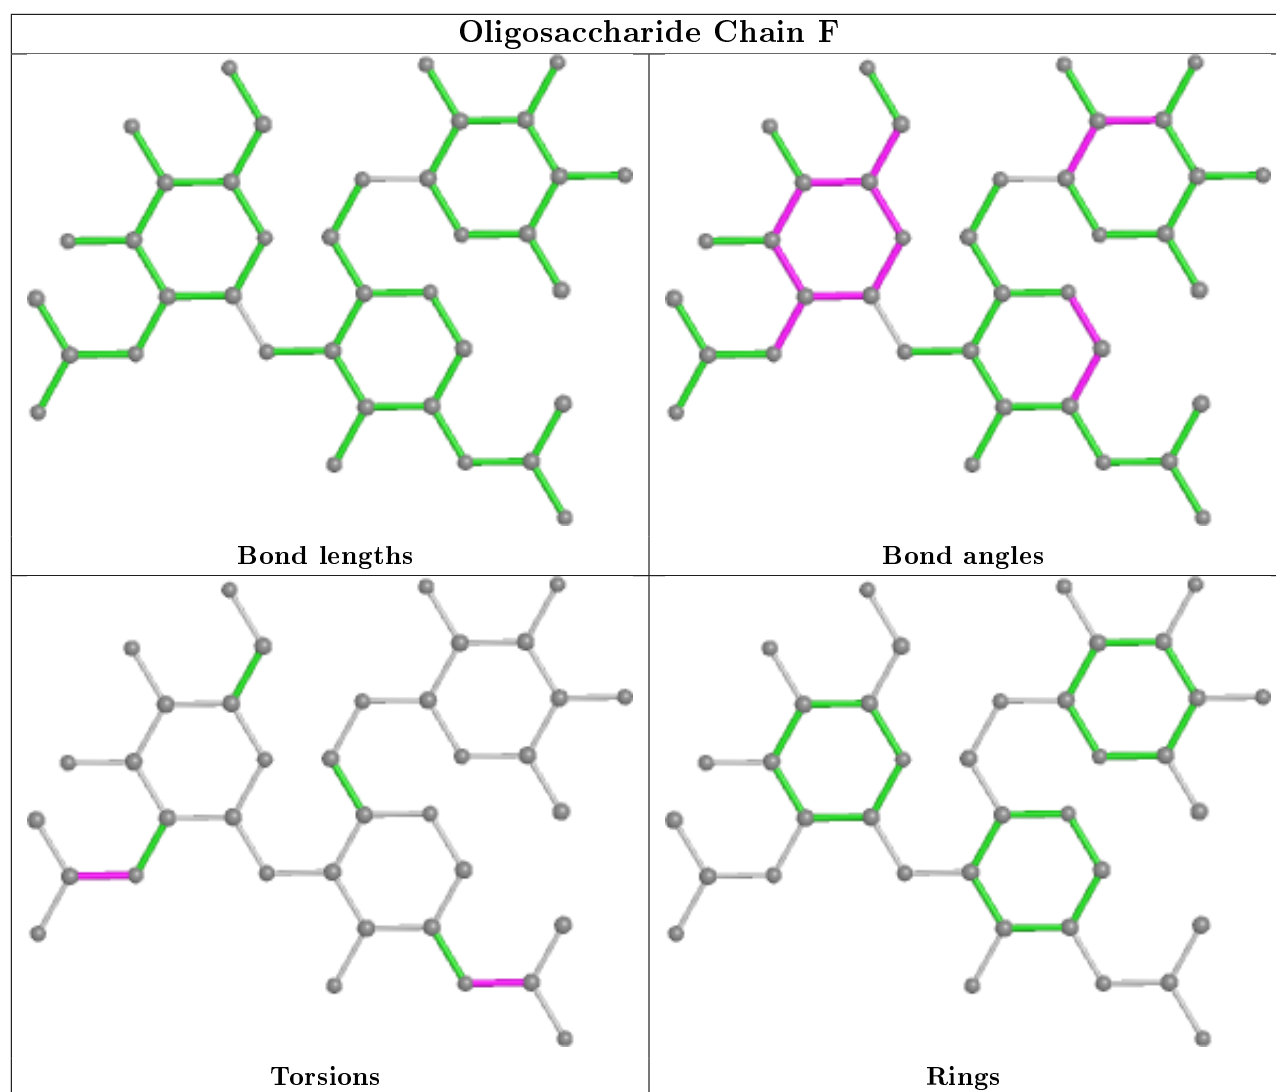 Oligosaccharide Chain F
Bond lengths
Bond angles
Torsions
Rings